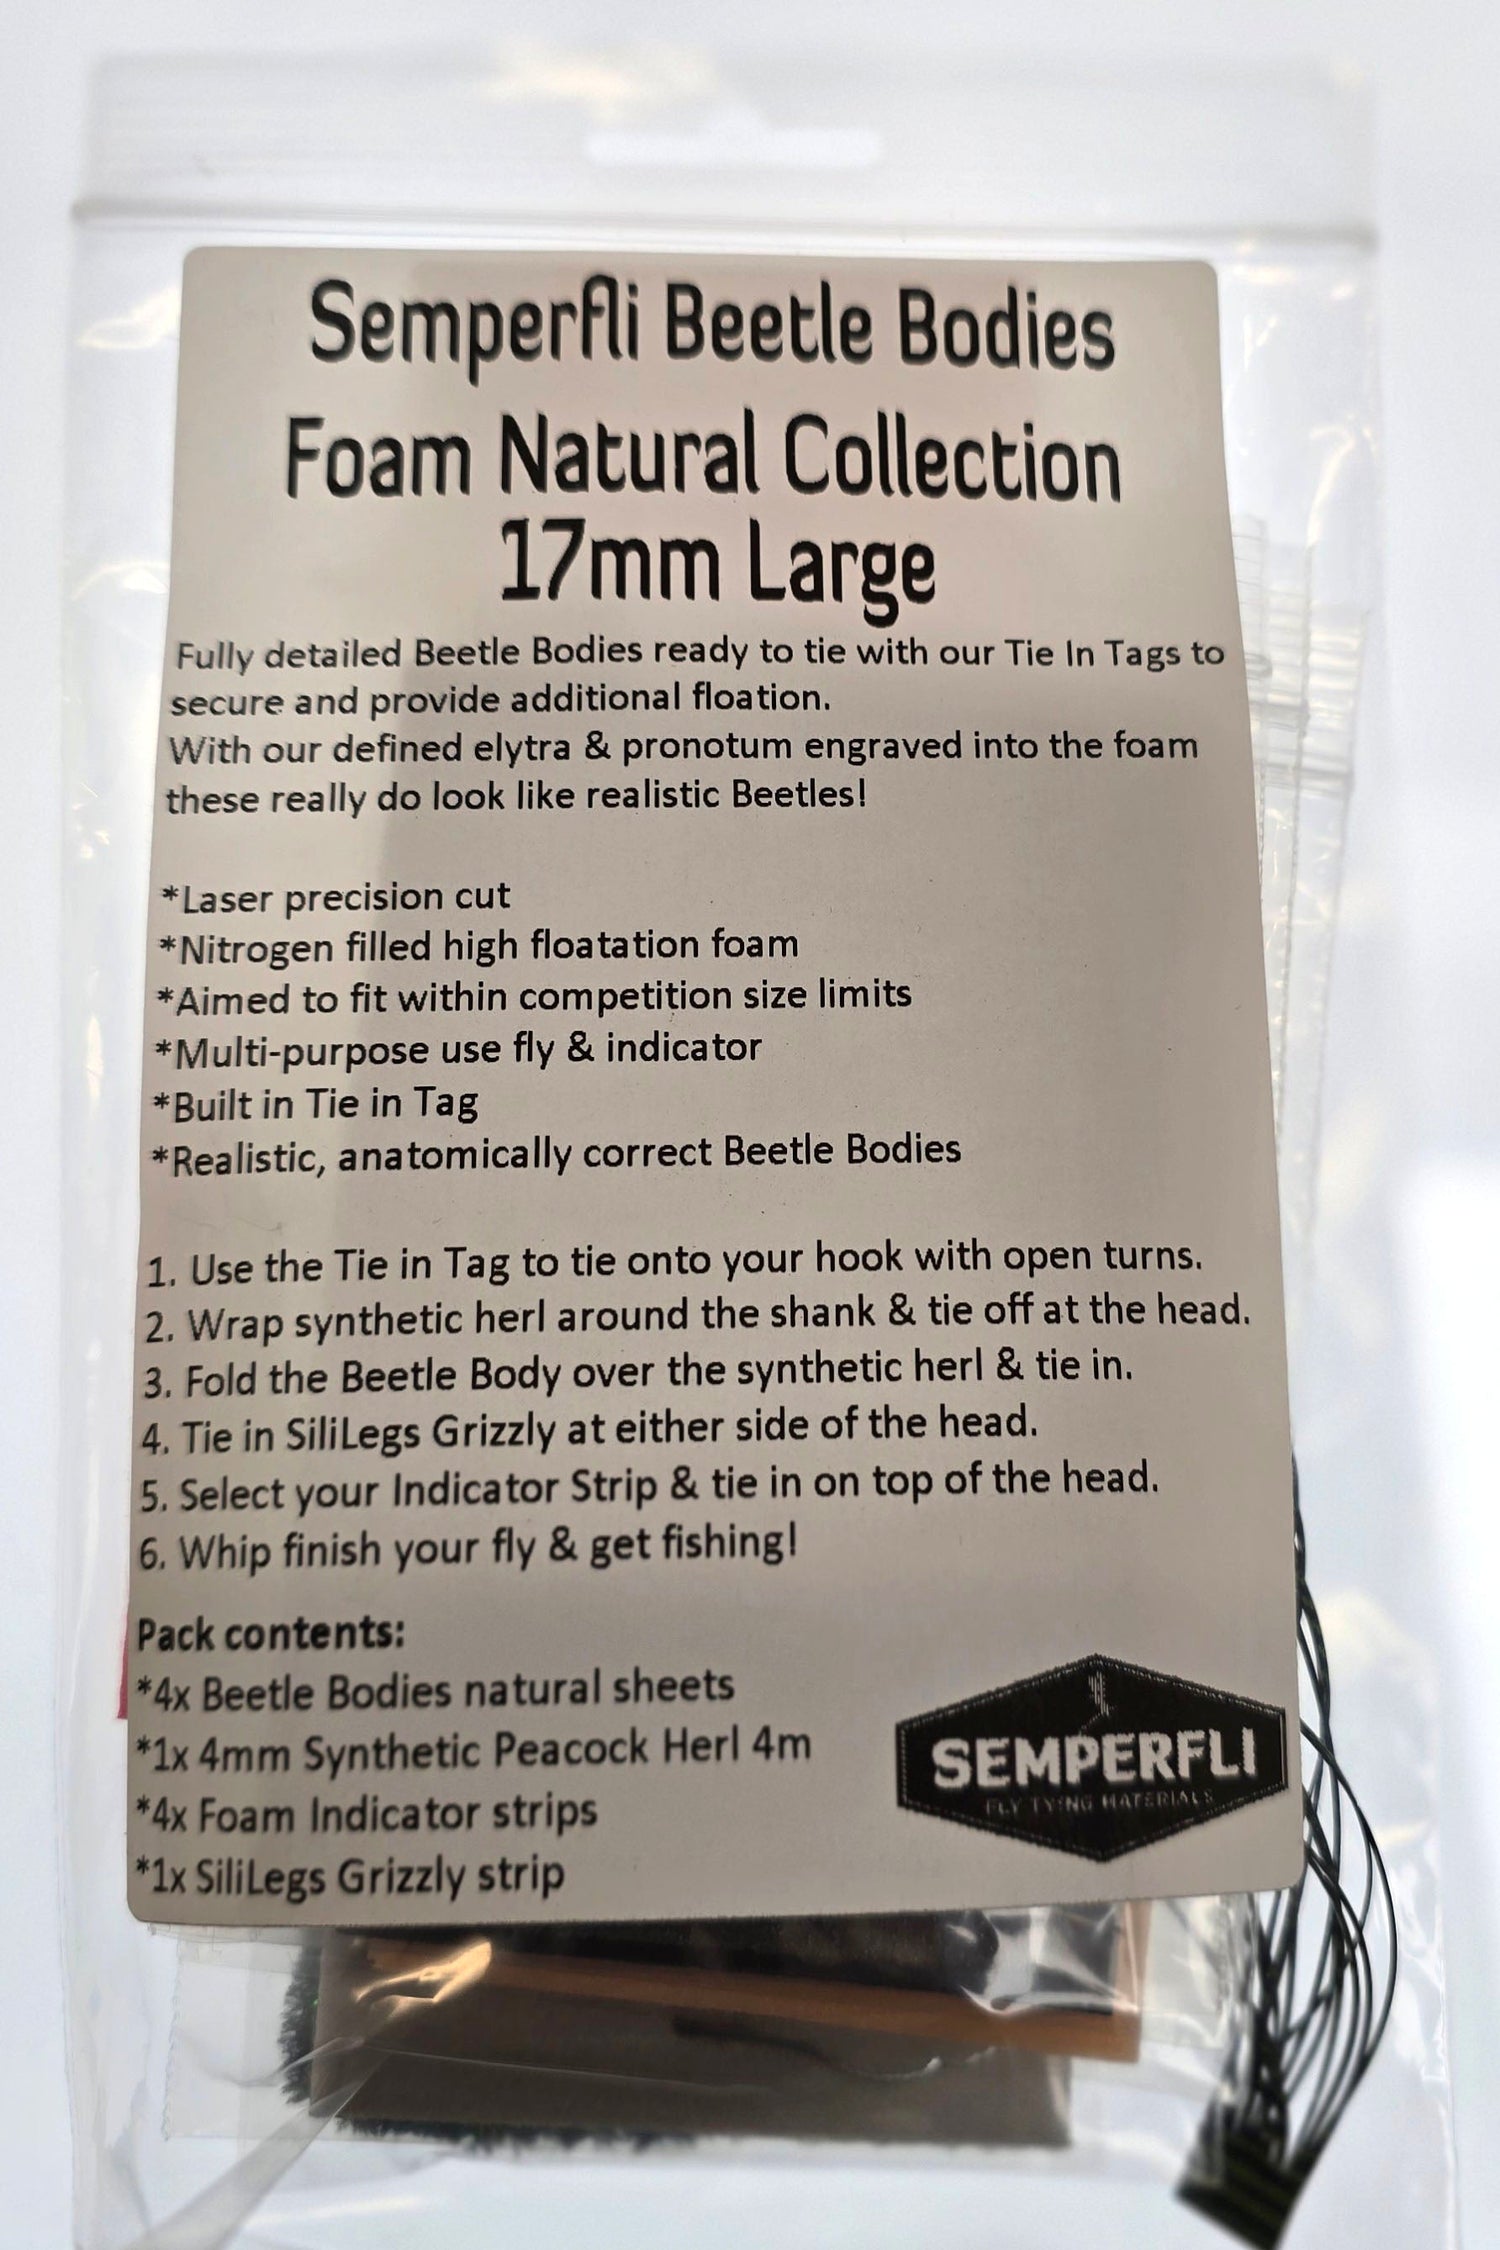 Semperfli Beetle Bodies
Foam Natural Collection
17mm Large
Fully detailed Beetle Bodies ready to tie with our Tie In Tags to
secure and provide additional floation.
With our defined elytra & pronotum engraved into the foam
these really do look like realistic Beetles!
*Laser precision cut
*Nitrogen filled high floatation foam
*Aimed to fit within competition size limits
*Multi-purpose use fly & indicator
*Built in Tie in Tag
*Realistic, anatomically correct Beetle Bodies
1. Use the Tie in Tag to tie onto your hook with open turns.
2. Wrap synthetic herl around the shank & tie off at the head.
3. Fold the Beetle Body over the synthetic herl & tie in.
4. Tie in SiliLegs Grizzly at either side of the head.
5. Select your Indicator Strip & tie in on top of the head.
6. Whip finish your fly & get fishing!
Pack contents:
*4x Beetle Bodies natural sheets
*1x 4mm Synthetic Peacock Herl 4m
*4x Foam Indicator strips
*1x SiliLegs Grizzly strip
SEMPERFLI
FLY TYING MATERIALS